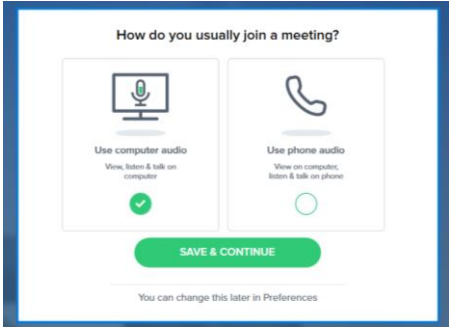 How do you usually join a meeting?
Use computer audio
View, listen & talk on
computer
Use phone audio
View on computer,
listen & talk on phone
SAVE & CONTINUE
You can change this later in Preferences